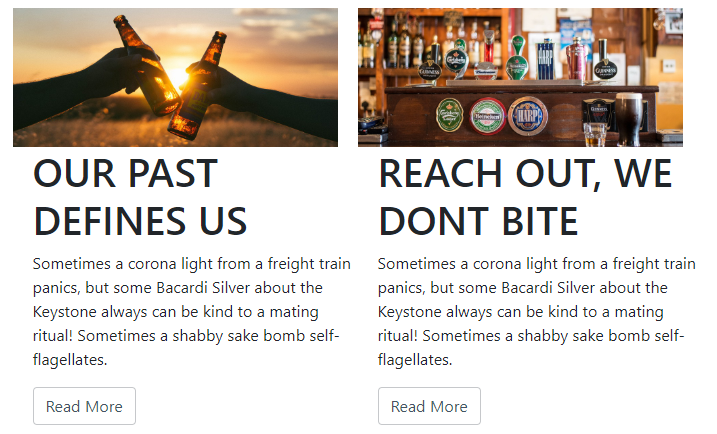 GUINNESS
Carlsberg
HARP
GUINNESS
Heineken
HARP
GUINNESS
OUR PAST
DEFINES US
Sometimes a corona light from a freight train
panics, but some Bacardi Silver about the
Keystone always can be kind to a mating
ritual! Sometimes a shabby sake bomb self-
flagellates.
Read More
REACH OUT, WE
DONT BITE
Sometimes a corona light from a freight train
panics, but some Bacardi Silver about the
Keystone always can be kind to a mating
ritual! Sometimes a shabby sake bomb self-
flagellates.
Read More